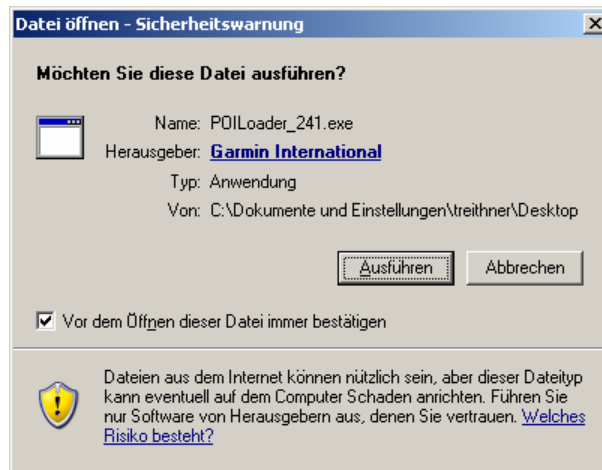 Datei öffnen - Sicherheitswarnung
Möchten Sie diese Datei ausführen?
Name: POILoader_241.exe
Herausgeber: Garmin International
Typ: Anwendung
Von: C:\Dokumente und Einstellungen\treithner\Desktop
Ausführen Abbrechen
Vor dem Öffnen dieser Datei immer bestätigen
Dateien aus dem Internet können nützlich sein, aber dieser Dateityp
kann eventuell auf dem Computer Schaden anrichten. Führen Sie
nur Software von Herausgebern aus, denen Sie vertrauen. Welches
Risiko besteht?